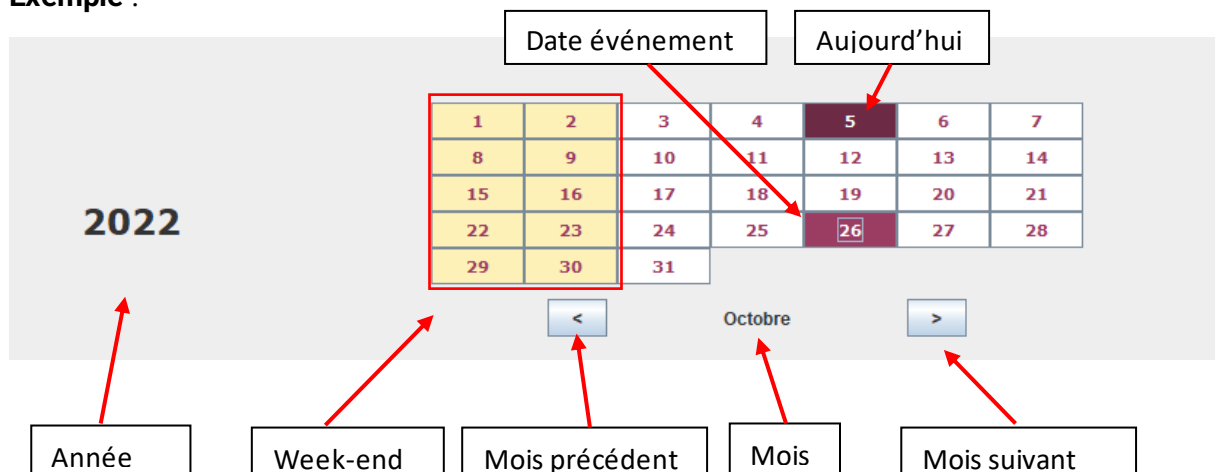 Exemple :
Date événement
Aujourd'hui
1 2 3 4 5 6 7
8 9 10 11 12 13 14
15 16 17 18 19 20 21
2022
22 23 24 25 26 27 28
29 30 31
< Octobre >
Année
Week-end
Mois précédent
Mois
Mois suivant